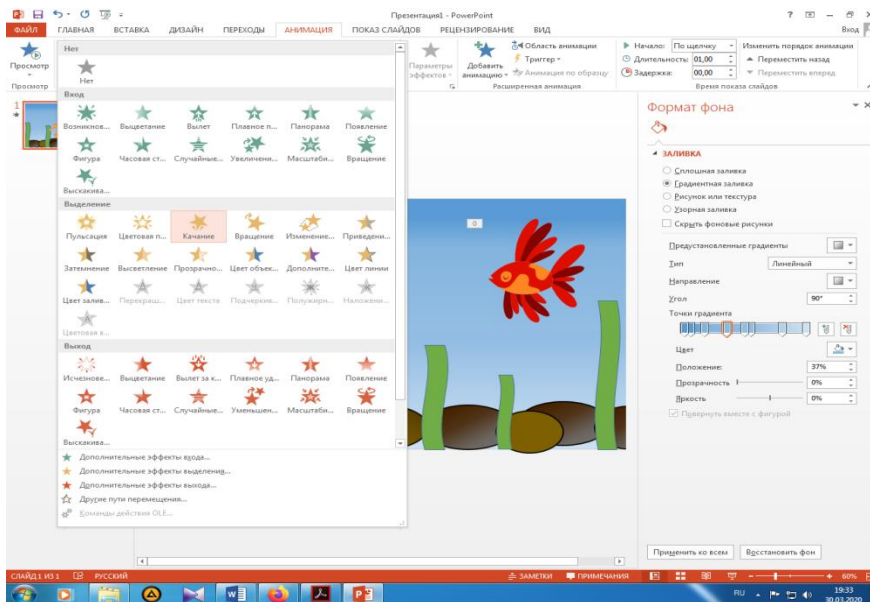 Презентация1 - PowerPoint
ФАЙЛ ГЛАВНАЯ ВСТАВКА ДИЗАЙН ПЕРЕХОДЫ АНИМАЦИЯ ПОКАЗ СЛАЙДОВ РЕЦЕНЗИРОВАНИЕ ВИД Вход
Просмотр
Просмотр
Параметры эффектов
Добавить анимацию
Область анимации
Триггер
Анимация по образцу
Расширенная анимация
Начало: По щелчку
Длительность: 01,00
Задержка: 00,00
Изменить порядок анимации
Переместить назад
Переместить вперед
Время показа слайдов
1
Нет
Нет
Вход
Возникнов... Выцветание Вылет Плавное п... Панорама Появление
Фигура Часовая ст... Случайные... Увеличени... Масштаби... Вращение
Выскакива...
Выделение
Пульсация Цветовая п... Качание Вращение Изменение... Приведени...
Затемнение Высветление Прозрачно... Цвет объек... Дополните... Цвет линии
Цвет залив... Перекраш... Цвет текста Подчеркив... Полужирн... Наложени...
Цветовая в...
Выход
Исчезнове... Выцветание Вылет за к... Плавное уд... Панорама Появление
Фигура Часовая ст... Случайные... Уменьшен... Масштаби... Вращение
Выскакива...
Дополнительные эффекты входа...
Дополнительные эффекты выделения...
Дополнительные эффекты выхода...
Другие пути перемещения...
Команды действия OLE...
0
Формат фона
ЗАЛИВКА
Сплошная заливка
Градиентная заливка
Рисунок или текстура
Узорная заливка
Скрыть фоновые рисунки
Предустановленные градиенты
Тип Линейный
Направление
Угол 90°
Точки градиента
Цвет
Положение: 37%
Прозрачность 0%
Яркость 0%
Повернуть вместе с фигурой
Применить ко всем Восстановить фон
СЛАЙД 1 ИЗ 1 РУССКИЙ ЗАМЕТКИ ПРИМЕЧАНИЯ 60%
RU 19:33
30.03.2020